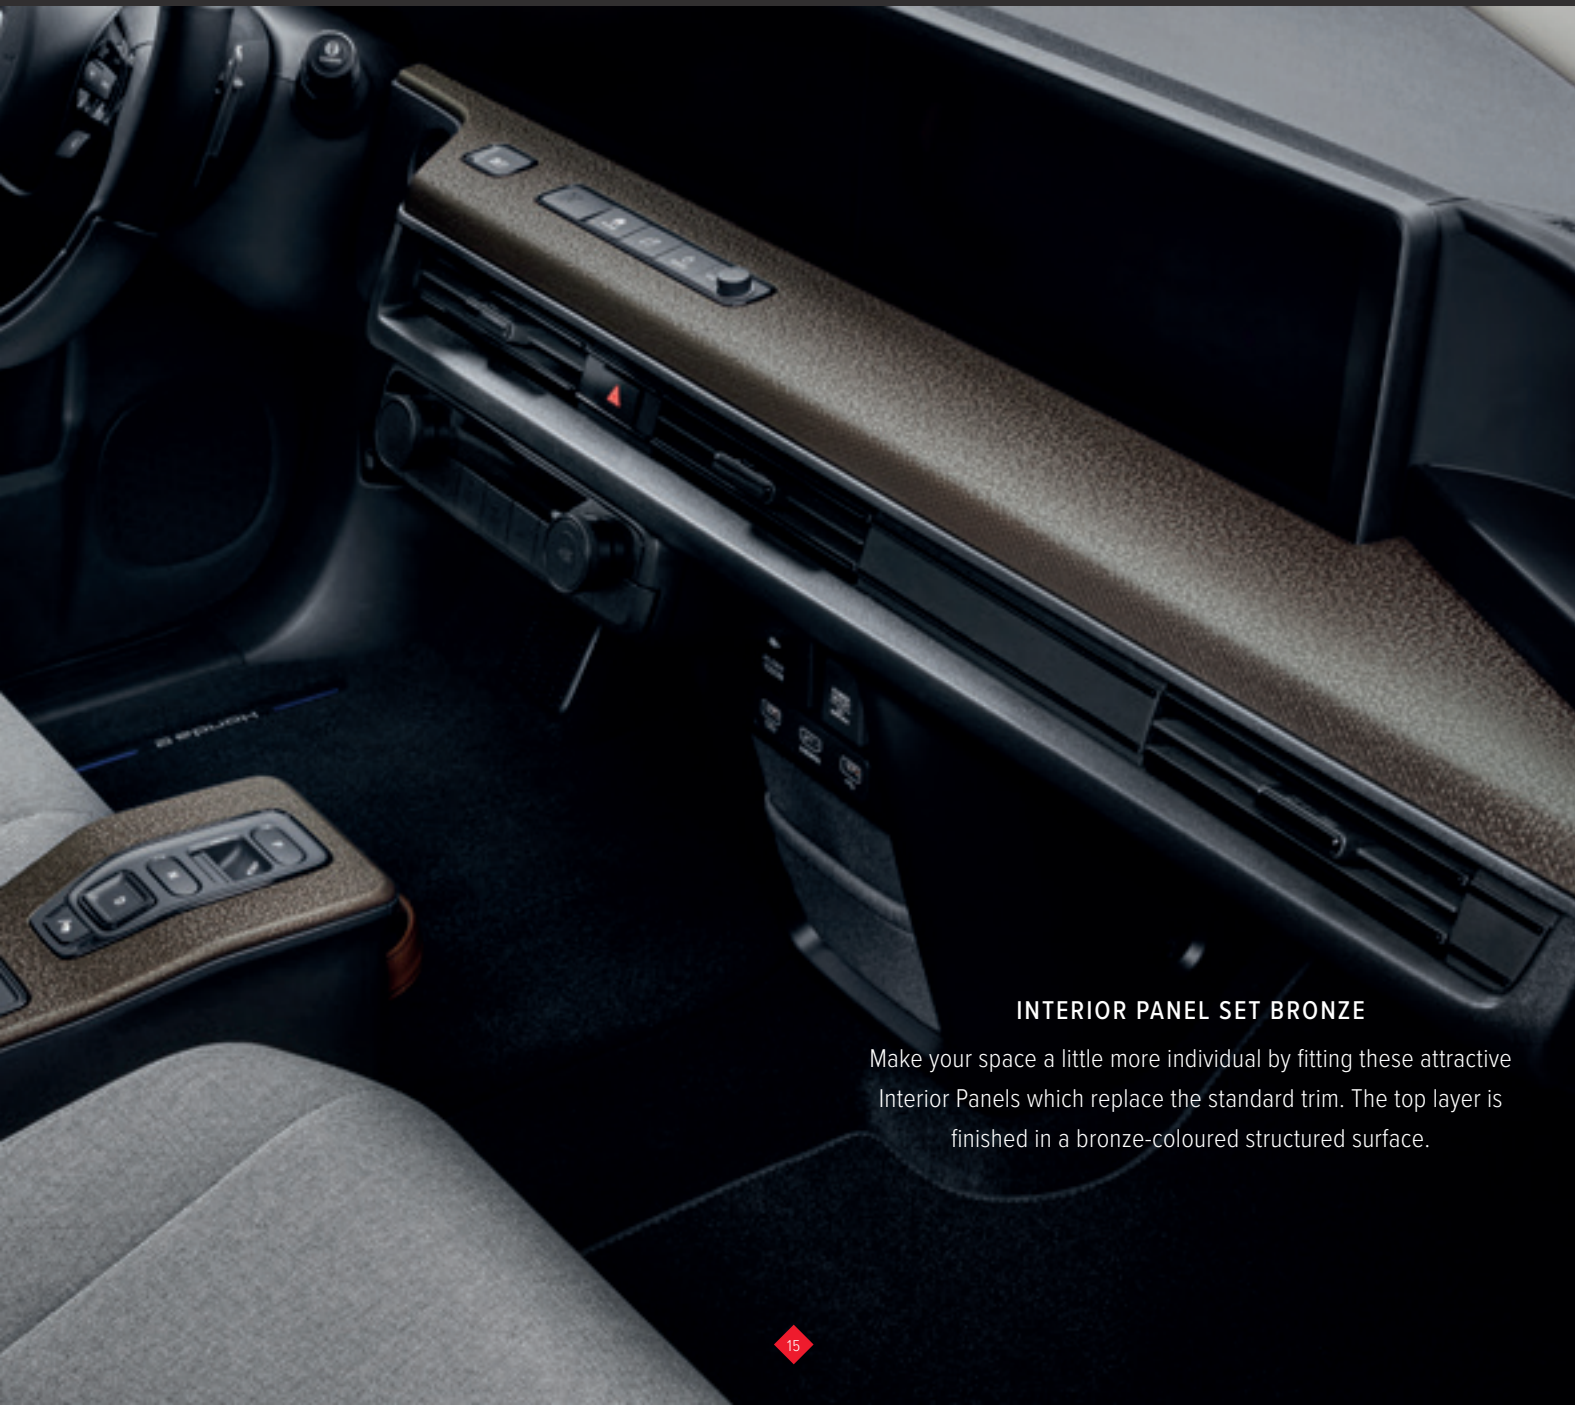 Honda e
INTERIOR PANEL SET BRONZE
Make your space a little more individual by fitting these attractive
Interior Panels which replace the standard trim. The top layer is
finished in a bronze-coloured structured surface.
15